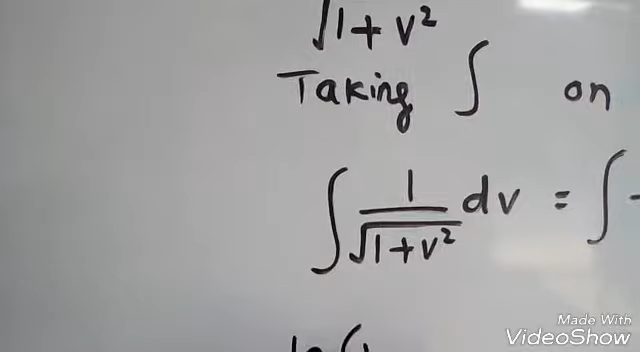 √1+v²
Taking ∫ on
∫ 1/√1+v² dv = ∫
Made With
VideoShow